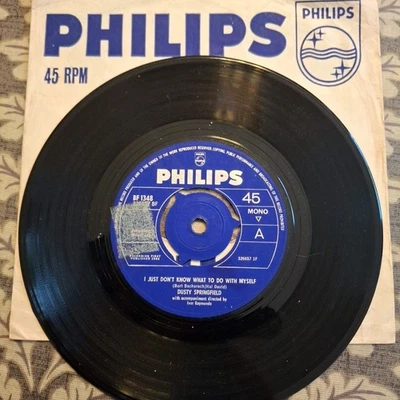 PHILIPS
45 RPM
PHILIPS
PHILIPS
BF 1348
45
MONO
A
I JUST DON'T KNOW WHAT TO DO WITH MYSELF
(Burt Bacharach/Hal David)
DUSTY SPRINGFIELD
with accompaniment directed by
Ivor Raymonde